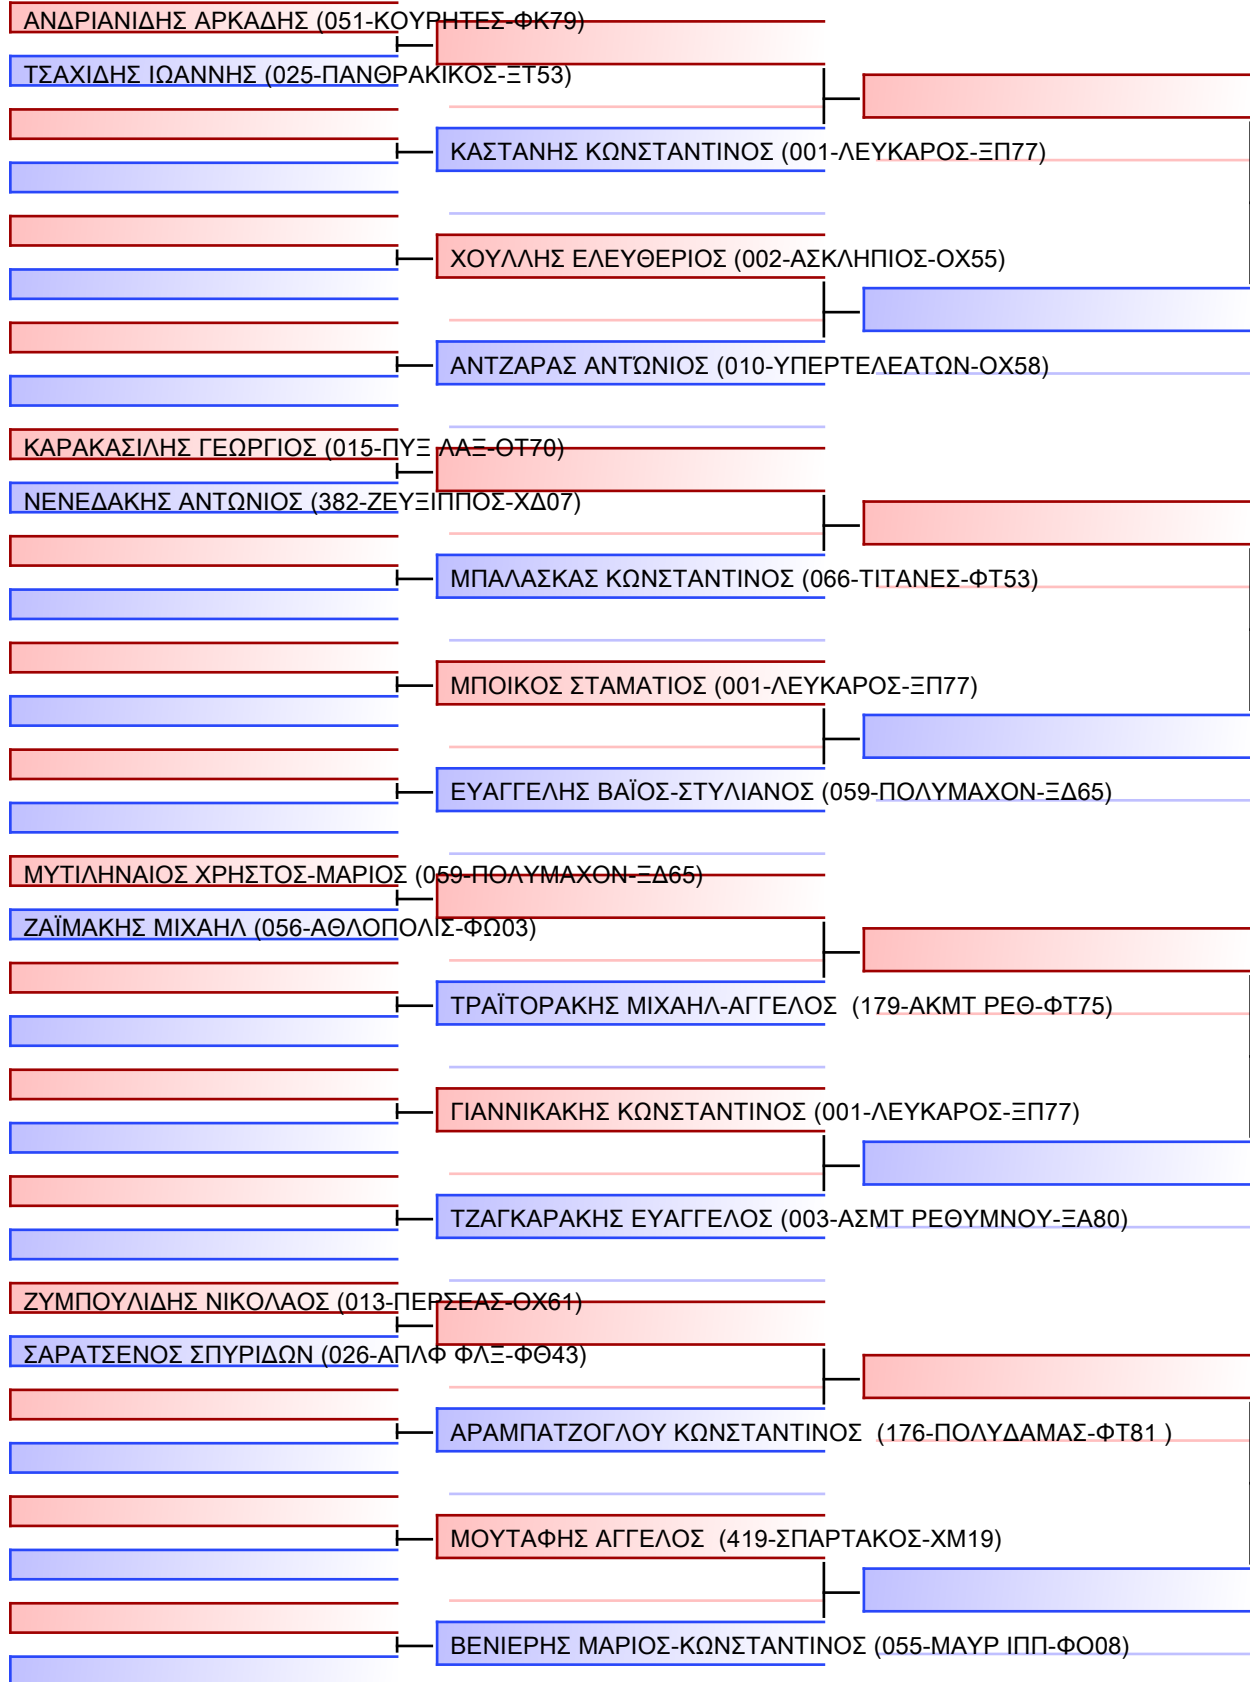 ΑΝΔΡΙΑΝΙΔΗΣ ΑΡΚΑΔΗΣ (051-ΚΟΥΡΗΤΕΣ-ΦΚ79)
ΤΣΑΧΙΔΗΣ ΙΩΑΝΝΗΣ (025-ΠΑΝΘΡΑΚΙΚΟΣ-ΞΤ53)
ΚΑΣΤΑΝΗΣ ΚΩΝΣΤΑΝΤΙΝΟΣ (001-ΛΕΥΚΑΡΟΣ-ΞΠ77)
ΧΟΥΛΛΗΣ ΕΛΕΥΘΕΡΙΟΣ (002-ΑΣΚΛΗΠΙΟΣ-ΟΧ55)
ΑΝΤΖΑΡΑΣ ΑΝΤΏΝΙΟΣ (010-ΥΠΕΡΤΕΛΕΑΤΩΝ-ΟΧ58)
ΚΑΡΑΚΑΣΙΛΗΣ ΓΕΩΡΓΙΟΣ (015-ΠΥΞ ΛΑΞ-ΟΤ70)
ΝΕΝΕΔΑΚΗΣ ΑΝΤΩΝΙΟΣ (382-ΖΕΥΞΙΠΠΟΣ-ΧΔ07)
ΜΠΑΛΑΣΚΑΣ ΚΩΝΣΤΑΝΤΙΝΟΣ (066-ΤΙΤΑΝΕΣ-ΦΤ53)
ΜΠΟΙΚΟΣ ΣΤΑΜΑΤΙΟΣ (001-ΛΕΥΚΑΡΟΣ-ΞΠ77)
ΕΥΑΓΓΕΛΗΣ ΒΑΪΟΣ-ΣΤΥΛΙΑΝΟΣ (059-ΠΟΛΥΜΑΧΟΝ-ΞΔ65)
ΜΥΤΙΛΗΝΑΙΟΣ ΧΡΗΣΤΟΣ-ΜΑΡΙΟΣ (059-ΠΟΛΥΜΑΧΟΝ-ΞΔ65)
ΖΑΪΜΑΚΗΣ ΜΙΧΑΗΛ (056-ΑΘΛΟΠΟΛΙΣ-ΦΩ03)
ΤΡΑΪΤΟΡΑΚΗΣ ΜΙΧΑΗΛ-ΑΓΓΕΛΟΣ (179-ΑΚΜΤ ΡΕΘ-ΦΤ75)
ΓΙΑΝΝΙΚΑΚΗΣ ΚΩΝΣΤΑΝΤΙΝΟΣ (001-ΛΕΥΚΑΡΟΣ-ΞΠ77)
ΤΖΑΓΚΑΡΑΚΗΣ ΕΥΑΓΓΕΛΟΣ (003-ΑΣΜΤ ΡΕΘΥΜΝΟΥ-ΞΑ80)
ΖΥΜΠΟΥΛΙΔΗΣ ΝΙΚΟΛΑΟΣ (013-ΠΕΡΣΕΑΣ-ΟΧ61)
ΣΑΡΑΤΣΕΝΟΣ ΣΠΥΡΙΔΩΝ (026-ΑΠΛΦ ΦΛΞ-ΦΘ43)
ΑΡΑΜΠΑΤΖΟΓΛΟΥ ΚΩΝΣΤΑΝΤΙΝΟΣ (176-ΠΟΛΥΔΑΜΑΣ-ΦΤ81 )
ΜΟΥΤΑΦΗΣ ΑΓΓΕΛΟΣ (419-ΣΠΑΡΤΑΚΟΣ-ΧΜ19)
ΒΕΝΙΕΡΗΣ ΜΑΡΙΟΣ-ΚΩΝΣΤΑΝΤΙΝΟΣ (055-ΜΑΥΡ ΙΠΠ-ΦΟ08)